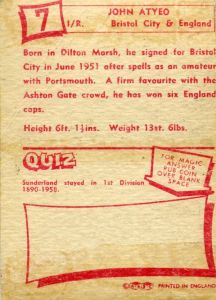 7
I/R.
JOHN ATYEO
Bristol City & England
Born in Dilton Marsh, he signed for Bristol
City in June 1951 after spells as an amateur
with Portsmouth. A firm favourite with the
Ashton Gate crowd, he has won six England
caps.
Height 6ft. 1½ins. Weight 13st. 6lbs.
QUIZ
Sunderland stayed in 1st Division
1890-1958.
FOR MAGIC
ANSWER
RUB COIN
OVER BLANK
SPACE
PRINTED IN ENGLAND